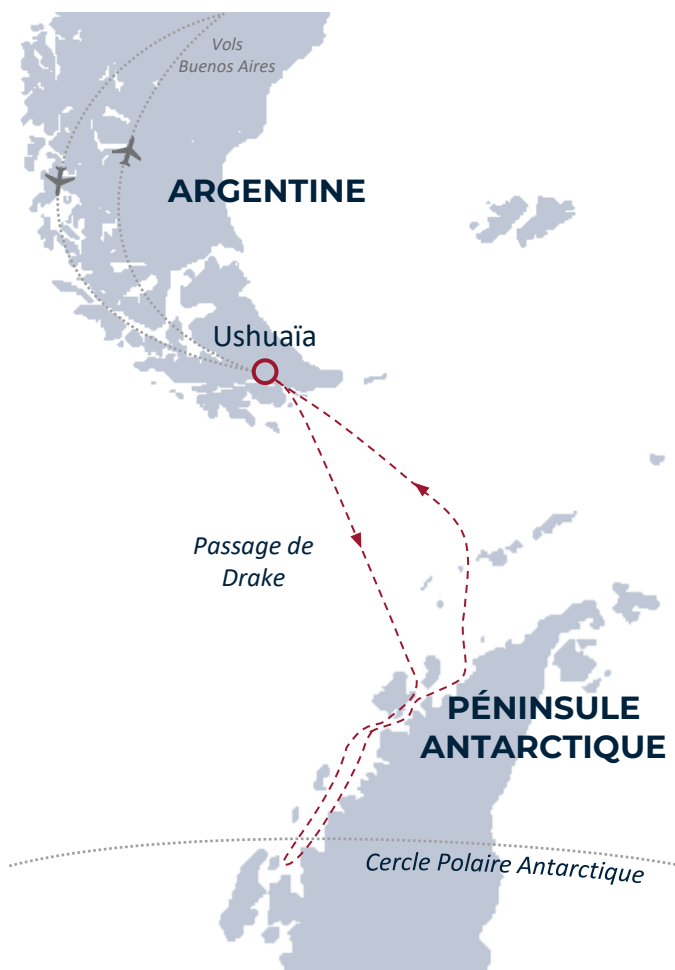 Vols
Buenos Aires
ARGENTINE
Ushuaïa
Passage de
Drake
PÉNINSULE
ANTARCTIQUE
Cercle Polaire Antarctique